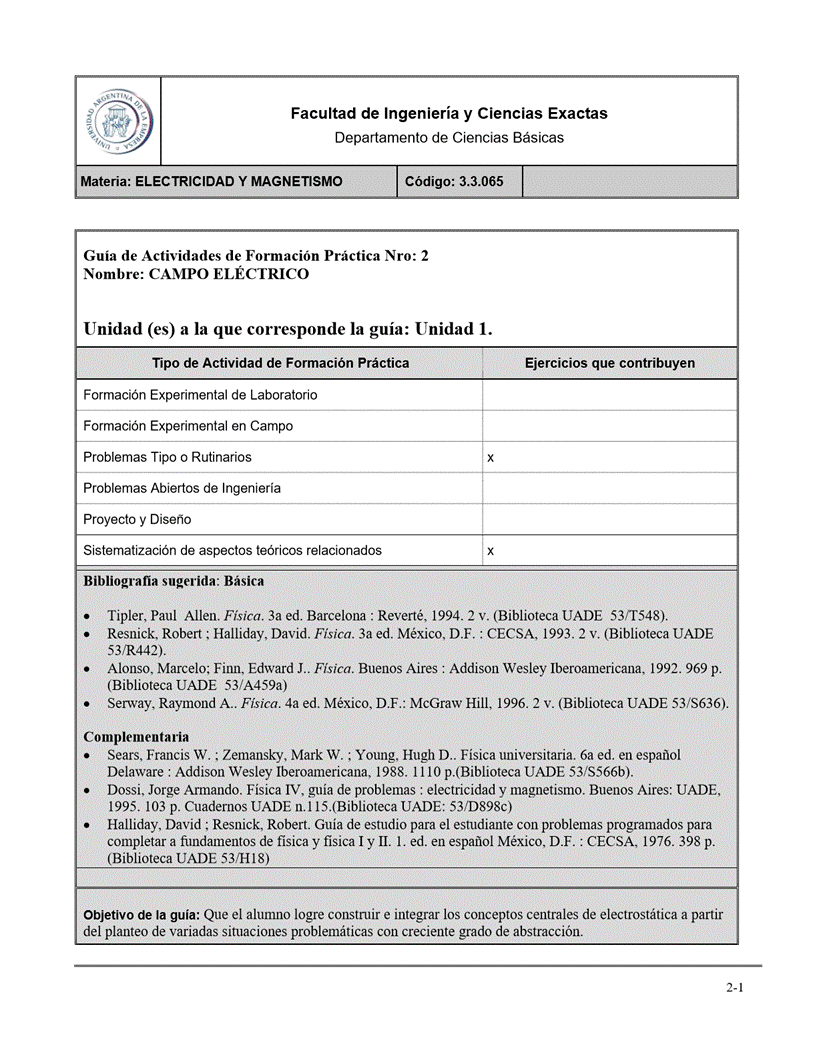 UNIVERSIDAD ARGENTINA DE LA EMPRESA
Facultad de Ingeniería y Ciencias Exactas
Departamento de Ciencias Básicas
Materia: ELECTRICIDAD Y MAGNETISMO
Código: 3.3.065
Guía de Actividades de Formación Práctica Nro: 2
Nombre: CAMPO ELÉCTRICO
Unidad (es) a la que corresponde la guía: Unidad 1.
Tipo de Actividad de Formación Práctica
Ejercicios que contribuyen
Formación Experimental de Laboratorio
Formación Experimental en Campo
Problemas Tipo o Rutinarios
x
Problemas Abiertos de Ingeniería
Proyecto y Diseño
Sistematización de aspectos teóricos relacionados
x
Bibliografía sugerida: Básica
• Tipler, Paul Allen. Física. 3a ed. Barcelona : Reverté, 1994. 2 v. (Biblioteca UADE 53/T548).
• Resnick, Robert ; Halliday, David. Física. 3a ed. México, D.F. : CECSA, 1993. 2 v. (Biblioteca UADE
53/R442).
• Alonso, Marcelo; Finn, Edward J.. Física. Buenos Aires : Addison Wesley Iberoamericana, 1992. 969 p.
(Biblioteca UADE 53/A459a)
• Serway, Raymond A.. Física. 4a ed. México, D.F.: McGraw Hill, 1996. 2 v. (Biblioteca UADE 53/S636).
Complementaria
• Sears, Francis W. ; Zemansky, Mark W. ; Young, Hugh D.. Física universitaria. 6a ed. en español
Delaware : Addison Wesley Iberoamericana, 1988. 1110 p.(Biblioteca UADE 53/S566b).
• Dossi, Jorge Armando. Física IV, guía de problemas : electricidad y magnetismo. Buenos Aires: UADE,
1995. 103 p. Cuadernos UADE n.115.(Biblioteca UADE: 53/D898c)
• Halliday, David ; Resnick, Robert. Guía de estudio para el estudiante con problemas programados para
completar a fundamentos de física y física I y II. 1. ed. en español México, D.F. : CECSA, 1976. 398 p.
(Biblioteca UADE 53/H18)
Objetivo de la guía: Que el alumno logre construir e integrar los conceptos centrales de electrostática a partir
del planteo de variadas situaciones problemáticas con creciente grado de abstracción.
2-1